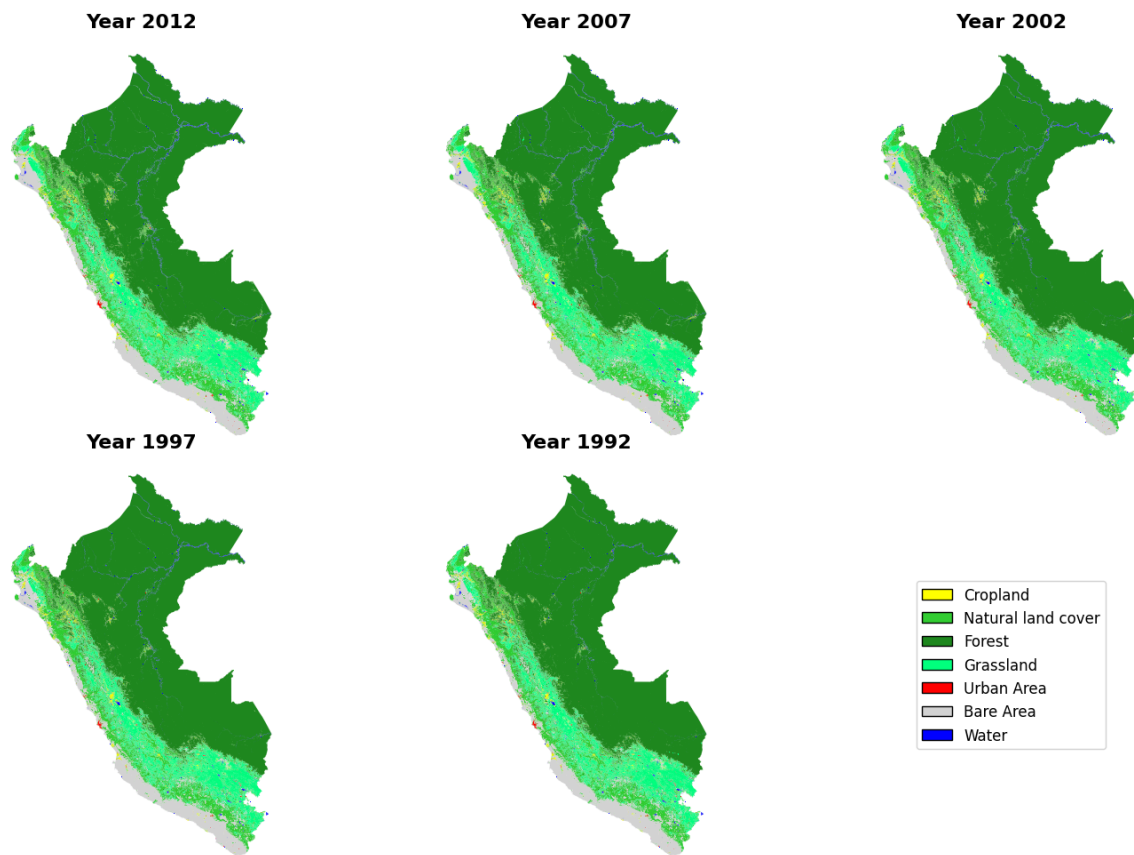 Year 2012
Year 2007
Year 2002
Year 1997
Year 1992
Cropland
Natural land cover
Forest
Grassland
Urban Area
Bare Area
Water